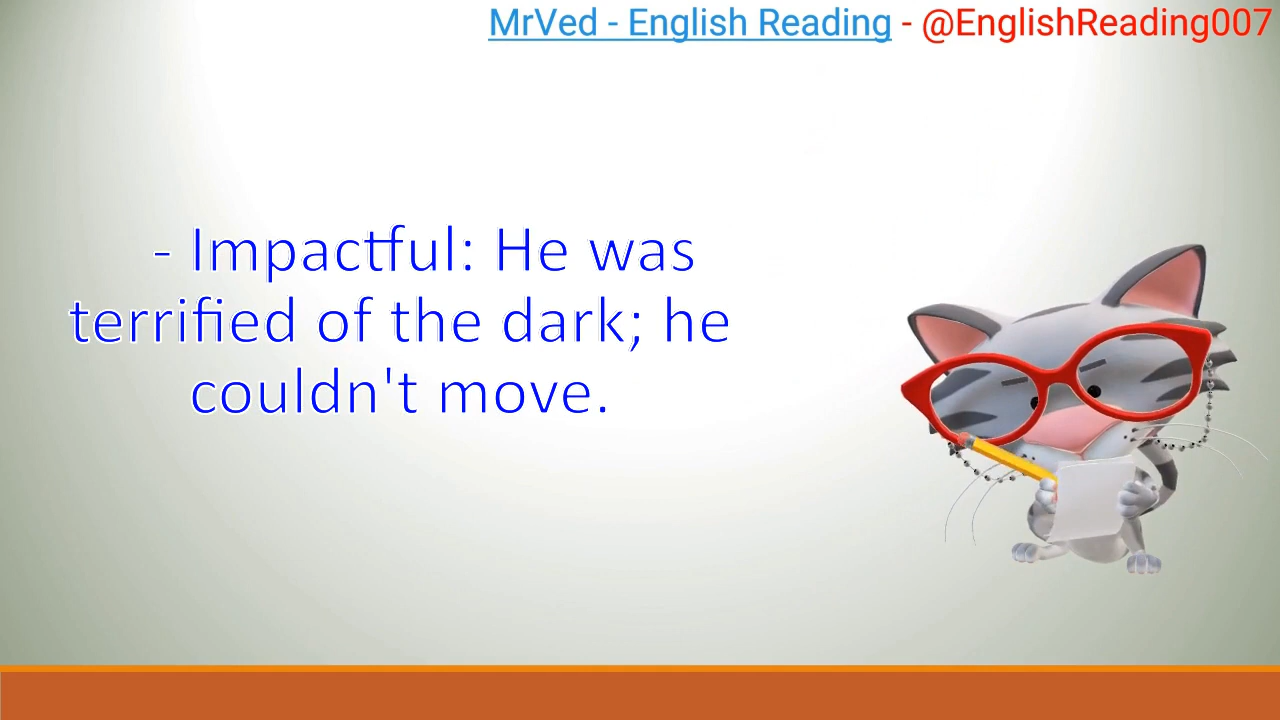 MrVed - English Reading - @EnglishReading007
- Impactful: He was
terrified of the dark; he
couldn't move.